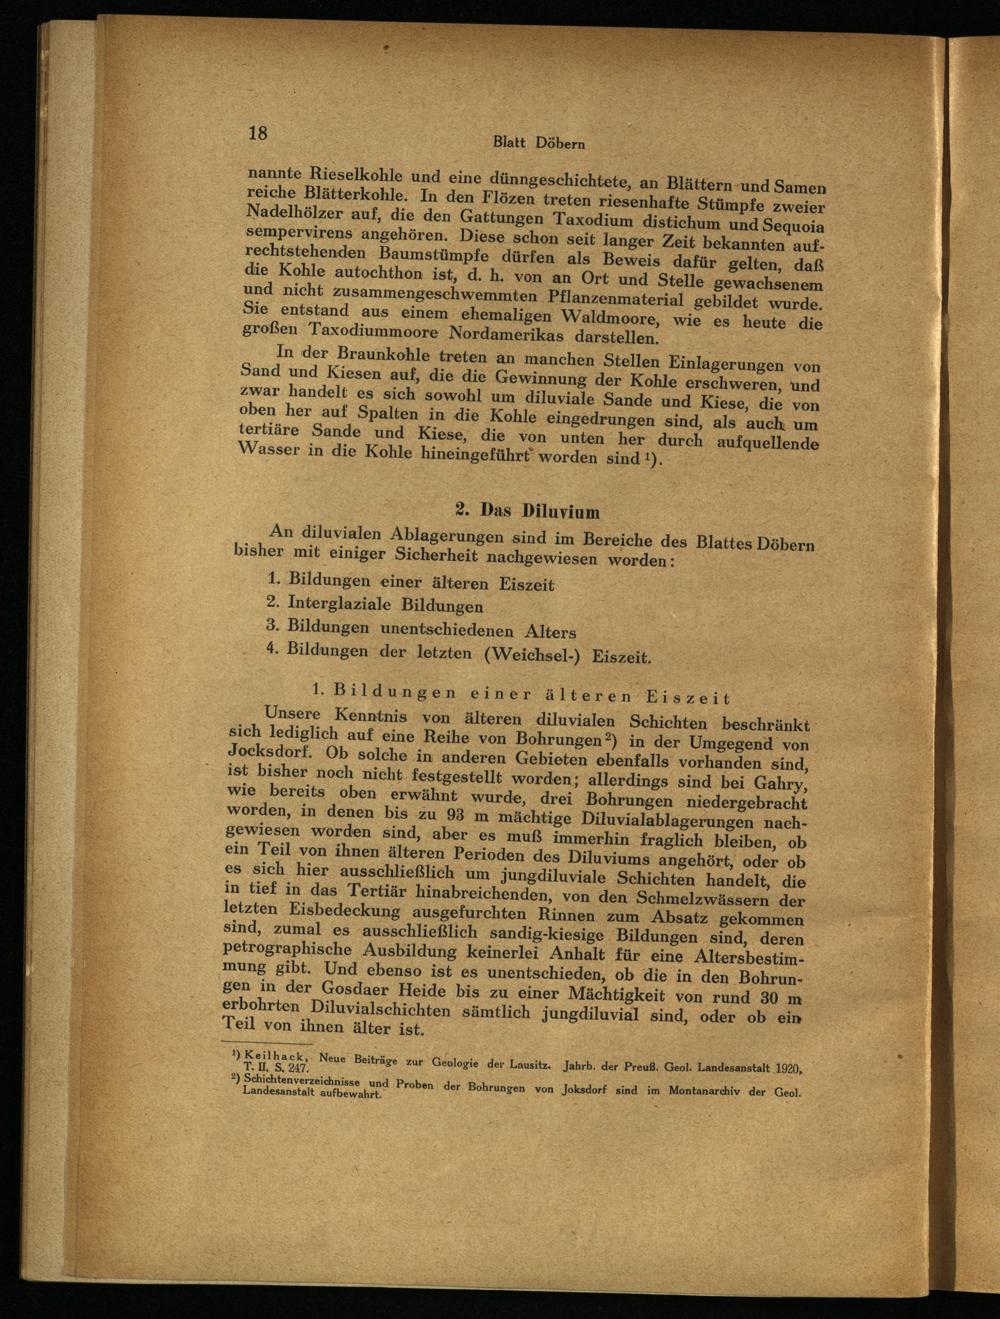 18
Blatt Döbern
nannte Rieselkohle und eine dünngeschichtete, an Blättern und Samen
reiche Blätterkohle. In den Flözen treten riesenhafte Stümpfe zweier
Nadelhölzer auf, die den Gattungen Taxodium distichum und Sequoia
sempervirens angehören. Diese schon seit langer Zeit bekannten auf-
rechtstehenden Baumstümpfe dürfen als Beweis dafür gelten, daß
die Kohle autochthon ist, d. h. von an Ort und Stelle gewachsenem
und nicht zusammengeschwemmten Pflanzenmaterial gebildet wurde.
Sie entstand aus einem ehemaligen Waldmoore, wie es heute die
großen Taxodiummoore Nordamerikas darstellen.
In der Braunkohle treten an manchen Stellen Einlagerungen von
Sand und Kiesen auf, die die Gewinnung der Kohle erschweren, und
zwar handelt es sich sowohl um diluviale Sande und Kiese, die von
oben her auf Spalten in die Kohle eingedrungen sind, als auch um
tertiäre Sande und Kiese, die von unten her durch aufquellende
Wasser in die Kohle hineingeführt worden sind ¹).
2. Das Diluvium
An diluvialen Ablagerungen sind im Bereiche des Blattes Döbern
bisher mit einiger Sicherheit nachgewiesen worden:
1. Bildungen einer älteren Eiszeit
2. Interglaziale Bildungen
3. Bildungen unentschiedenen Alters
4. Bildungen der letzten (Weichsel-) Eiszeit.
1. Bildungen einer älteren Eiszeit
Unsere Kenntnis von älteren diluvialen Schichten beschränkt
sich lediglich auf eine Reihe von Bohrungen ²) in der Umgegend von
Jocksdorf. Ob solche in anderen Gebieten ebenfalls vorhanden sind,
ist bisher noch nicht festgestellt worden; allerdings sind bei Gahry,
wie bereits oben erwähnt wurde, drei Bohrungen niedergebracht
worden, in denen bis zu 93 m mächtige Diluvialablagerungen nach-
gewiesen worden sind, aber es muß immerhin fraglich bleiben, ob
ein Teil von ihnen älteren Perioden des Diluviums angehört, oder ob
es sich hier ausschließlich um jungdiluviale Schichten handelt, die
in tief in das Tertiär hinabreichenden, von den Schmelzwässern der
letzten Eisbedeckung ausgefurchten Rinnen zum Absatz gekommen
sind, zumal es ausschließlich sandig-kiesige Bildungen sind, deren
petrographische Ausbildung keinerlei Anhalt für eine Altersbestim-
mung gibt. Und ebenso ist es unentschieden, ob die in den Bohrun-
gen in der Gosdaer Heide bis zu einer Mächtigkeit von rund 30 m
erbohrten Diluvialschichten sämtlich jungdiluvial sind, oder ob ein
Teil von ihnen älter ist.
¹) Keilhack, Neue Beiträge zur Geologie der Lausitz. Jahrb. der Preuß. Geol. Landesanstalt 1920,
T. II, S. 247.
²) Schichtenverzeichnisse und Proben der Bohrungen von Joksdorf sind im Montanarchiv der Geol.
Landesanstalt aufbewahrt.